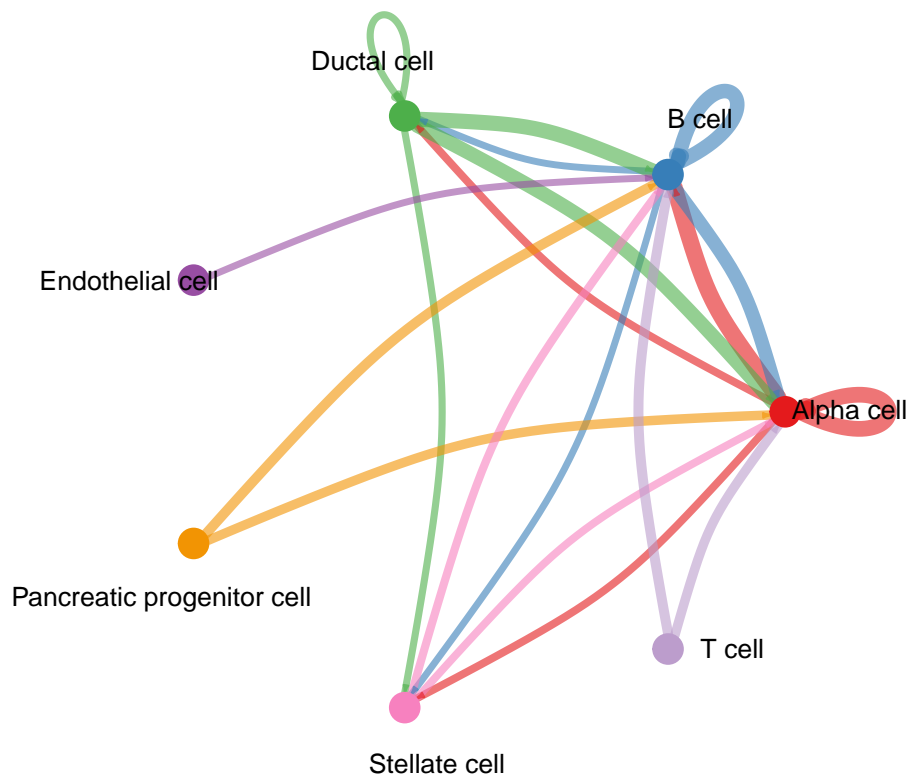 Ductal cell
B cell
Endothelial cell
Alpha cell
Pancreatic progenitor cell
T cell
Stellate cell